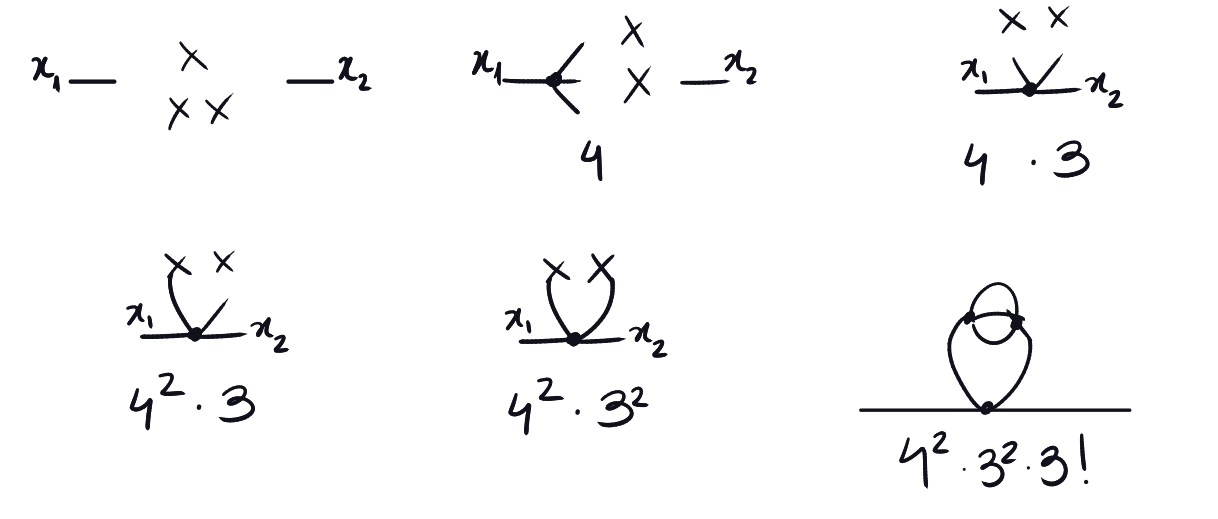 x₁ x₂
x₁ x₂
4
x₁ x₂
4 · 3
x₁ x₂
4² · 3
x₁ x₂
4² · 3²
4² · 3² · 3!